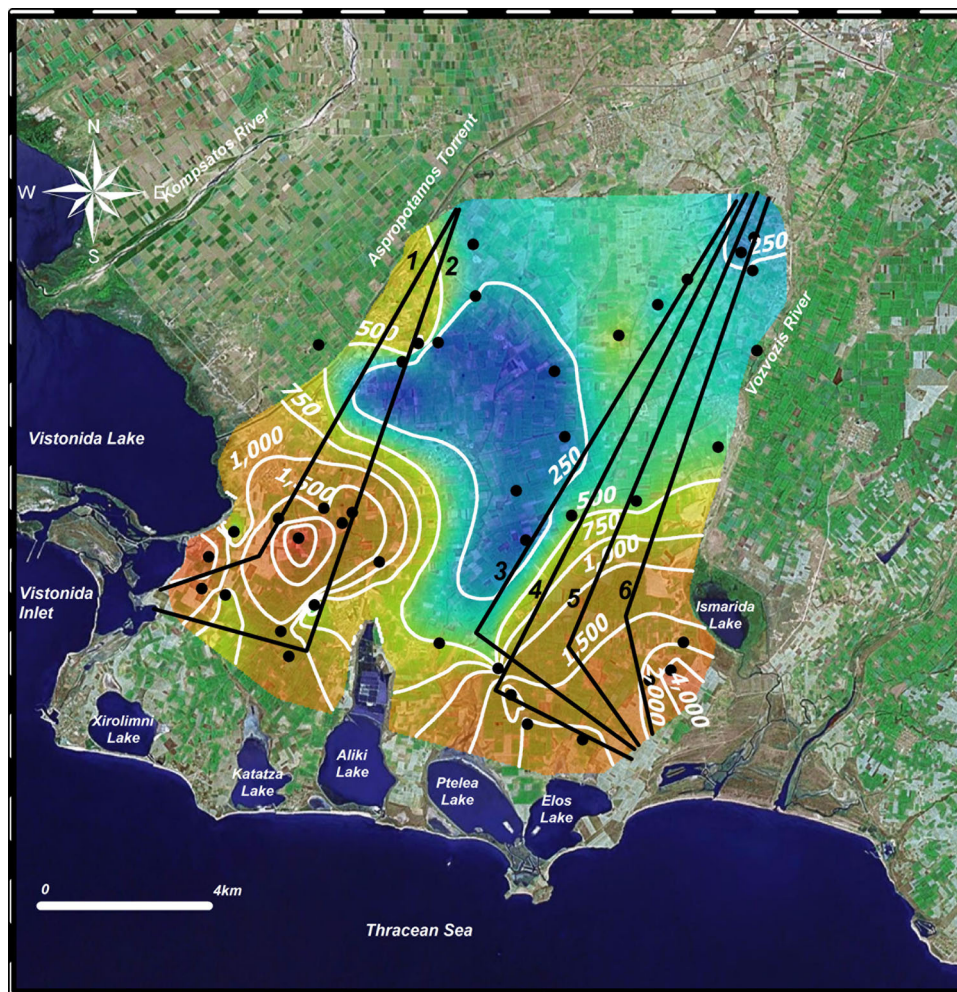 N
W
E
S
Kompsatos River
Aspropotamos Torrent
1
2
250
500
Vozvozis River
750
Vistonida Lake
1,000
250
1,500
500
750
1,000
3
4
5
6
Vistonida
Inlet
Ismarida
Lake
1,500
4,000
Xirolimni
Lake
Katatza
Lake
Aliki
Lake
Ptelea
Lake
Elos
Lake
0
4km
Thracean Sea